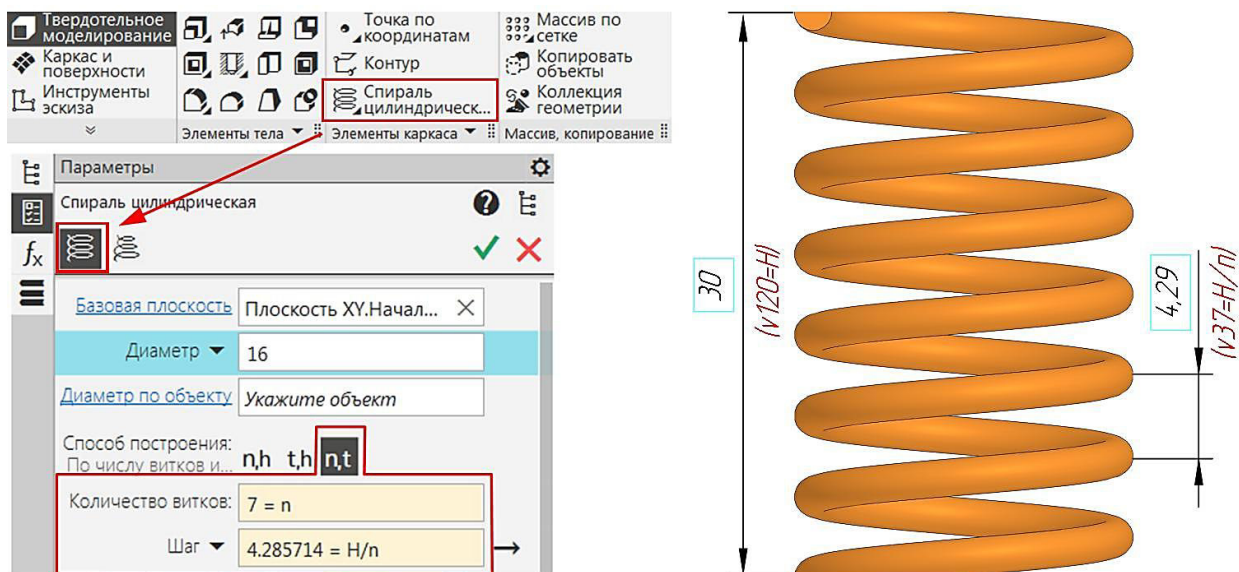 Твердотельное
моделирование
Каркас и
поверхности
Инструменты
эскиза
Элементы тела
Точка по
координатам
Контур
Спираль
цилиндрическ...
Элементы каркаса
Массив по
сетке
Копировать
объекты
Коллекция
геометрии
Массив, копирование
Параметры
Спираль цилиндрическая
fx
Базовая плоскость Плоскость XY.Начал...
Диаметр 16
Диаметр по объекту Укажите объект
Способ построения:
По числу витков и...
n,h t,h n,t
Количество витков: 7 = n
Шаг 4.285714 = H/n
30
(v120=H)
4,29
(v37=H/n)